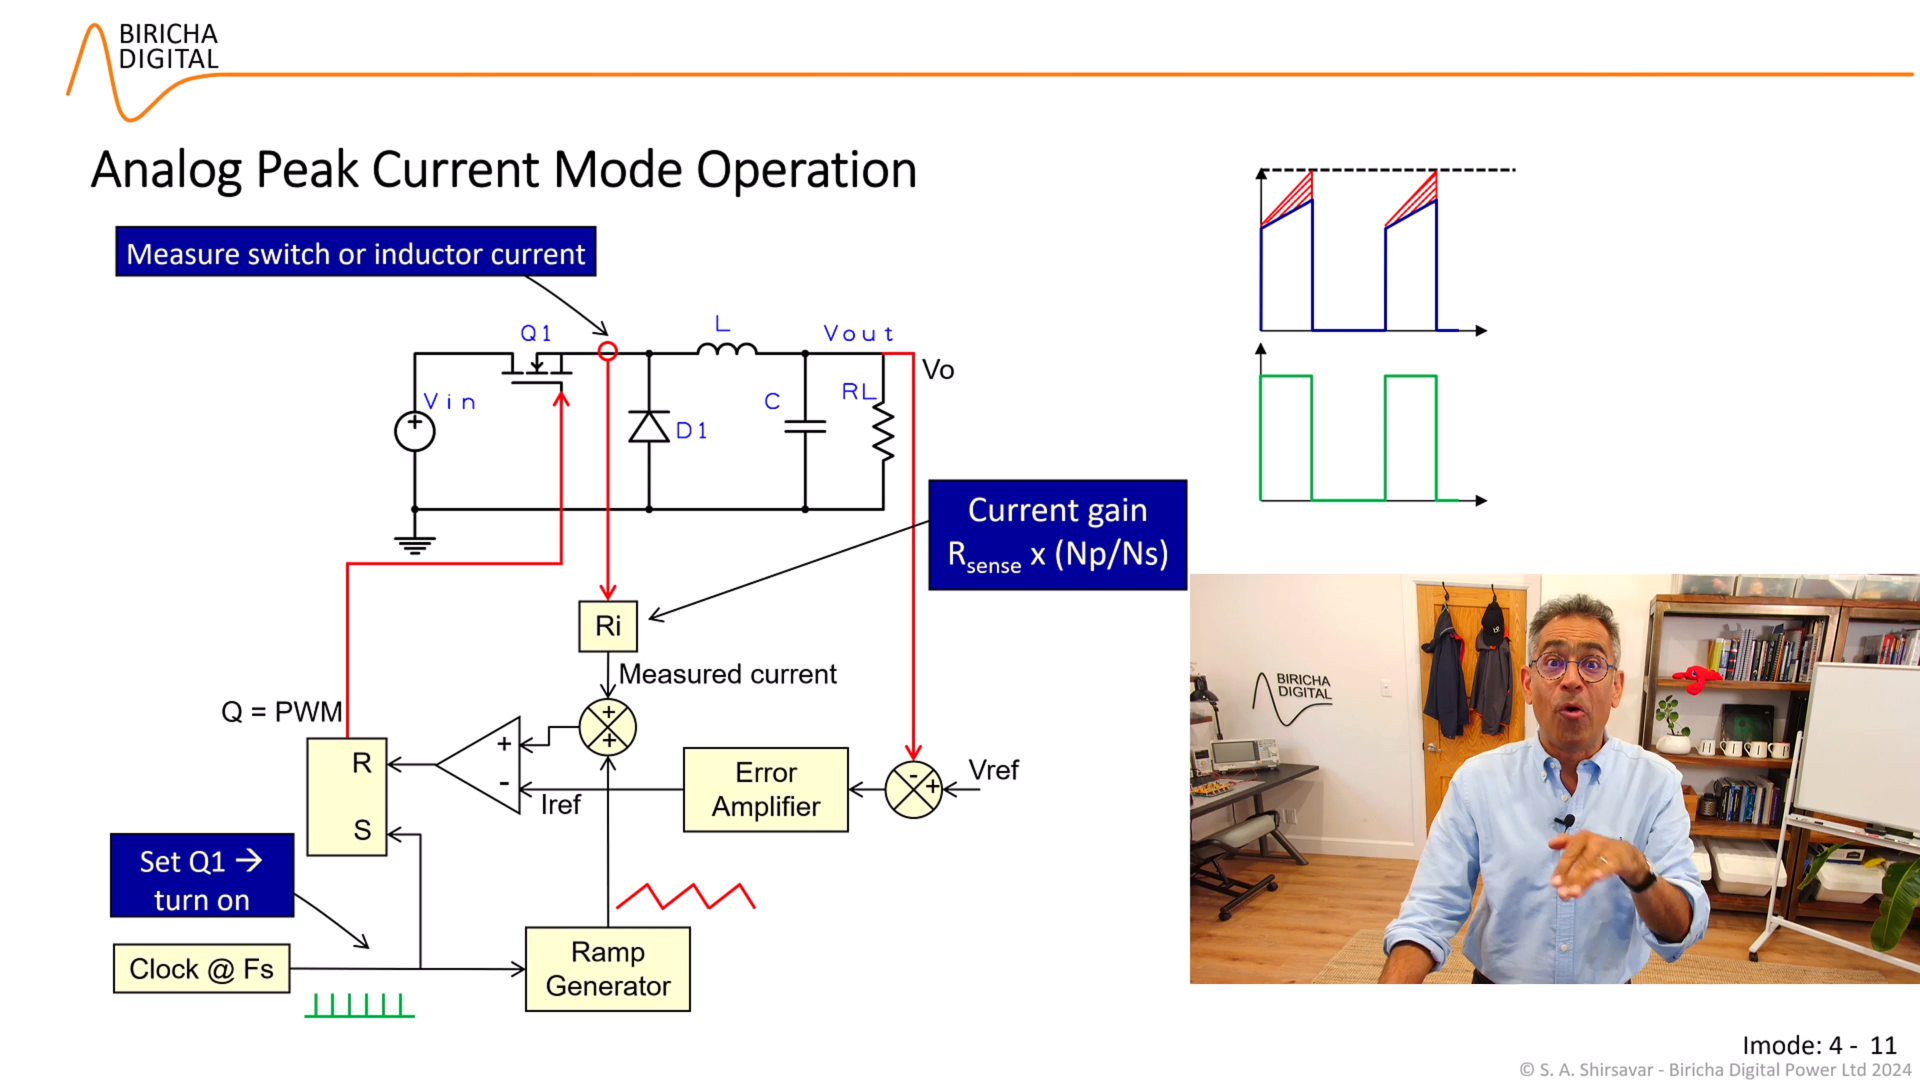 BIRICHA
DIGITAL
Analog Peak Current Mode Operation
Measure switch or inductor current
Q1
L
Vout
Vo
Vin
D1
C
RL
Current gain
Rsense x (Np/Ns)
Ri
Measured current
Q = PWM
+
+
R
S
+
-
Iref
Error
Amplifier
-
+
Vref
Set Q1 →
turn on
Clock @ Fs
Ramp
Generator
BIRICHA
DIGITAL
Imode: 4 - 11
© S. A. Shirsavar - Biricha Digital Power Ltd 2024